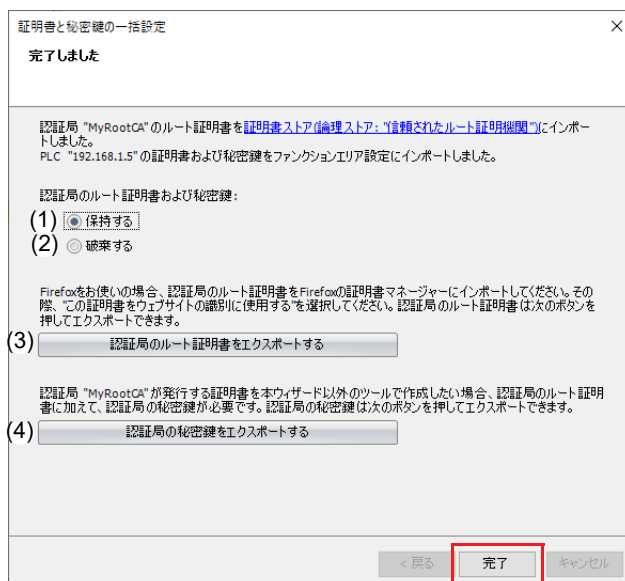 証明書と秘密鍵の一括設定
完了しました
認証局 "MyRootCA"のルート証明書を証明書ストア(論理ストア: "信頼されたルート証明機関")にインポー
トしました。
PLC "192.168.1.5"の証明書および秘密鍵をファンクションエリア設定にインポートしました。
認証局のルート証明書および秘密鍵:
(1) 保持する
(2) 破棄する
Firefoxをお使いの場合、認証局のルート証明書をFirefoxの証明書マネージャーにインポートしてください。その
際、"この証明書をウェブサイトの識別に使用する"を選択してください。認証局のルート証明書は次のボタンを
押してエクスポートできます。
(3) 認証局のルート証明書をエクスポートする
認証局 "MyRootCA"が発行する証明書を本ウィザード以外のツールで作成したい場合、認証局のルート証明
書に加えて、認証局の秘密鍵が必要です。認証局の秘密鍵は次のボタンを押してエクスポートできます。
(4) 認証局の秘密鍵をエクスポートする
< 戻る 完了 キャンセル